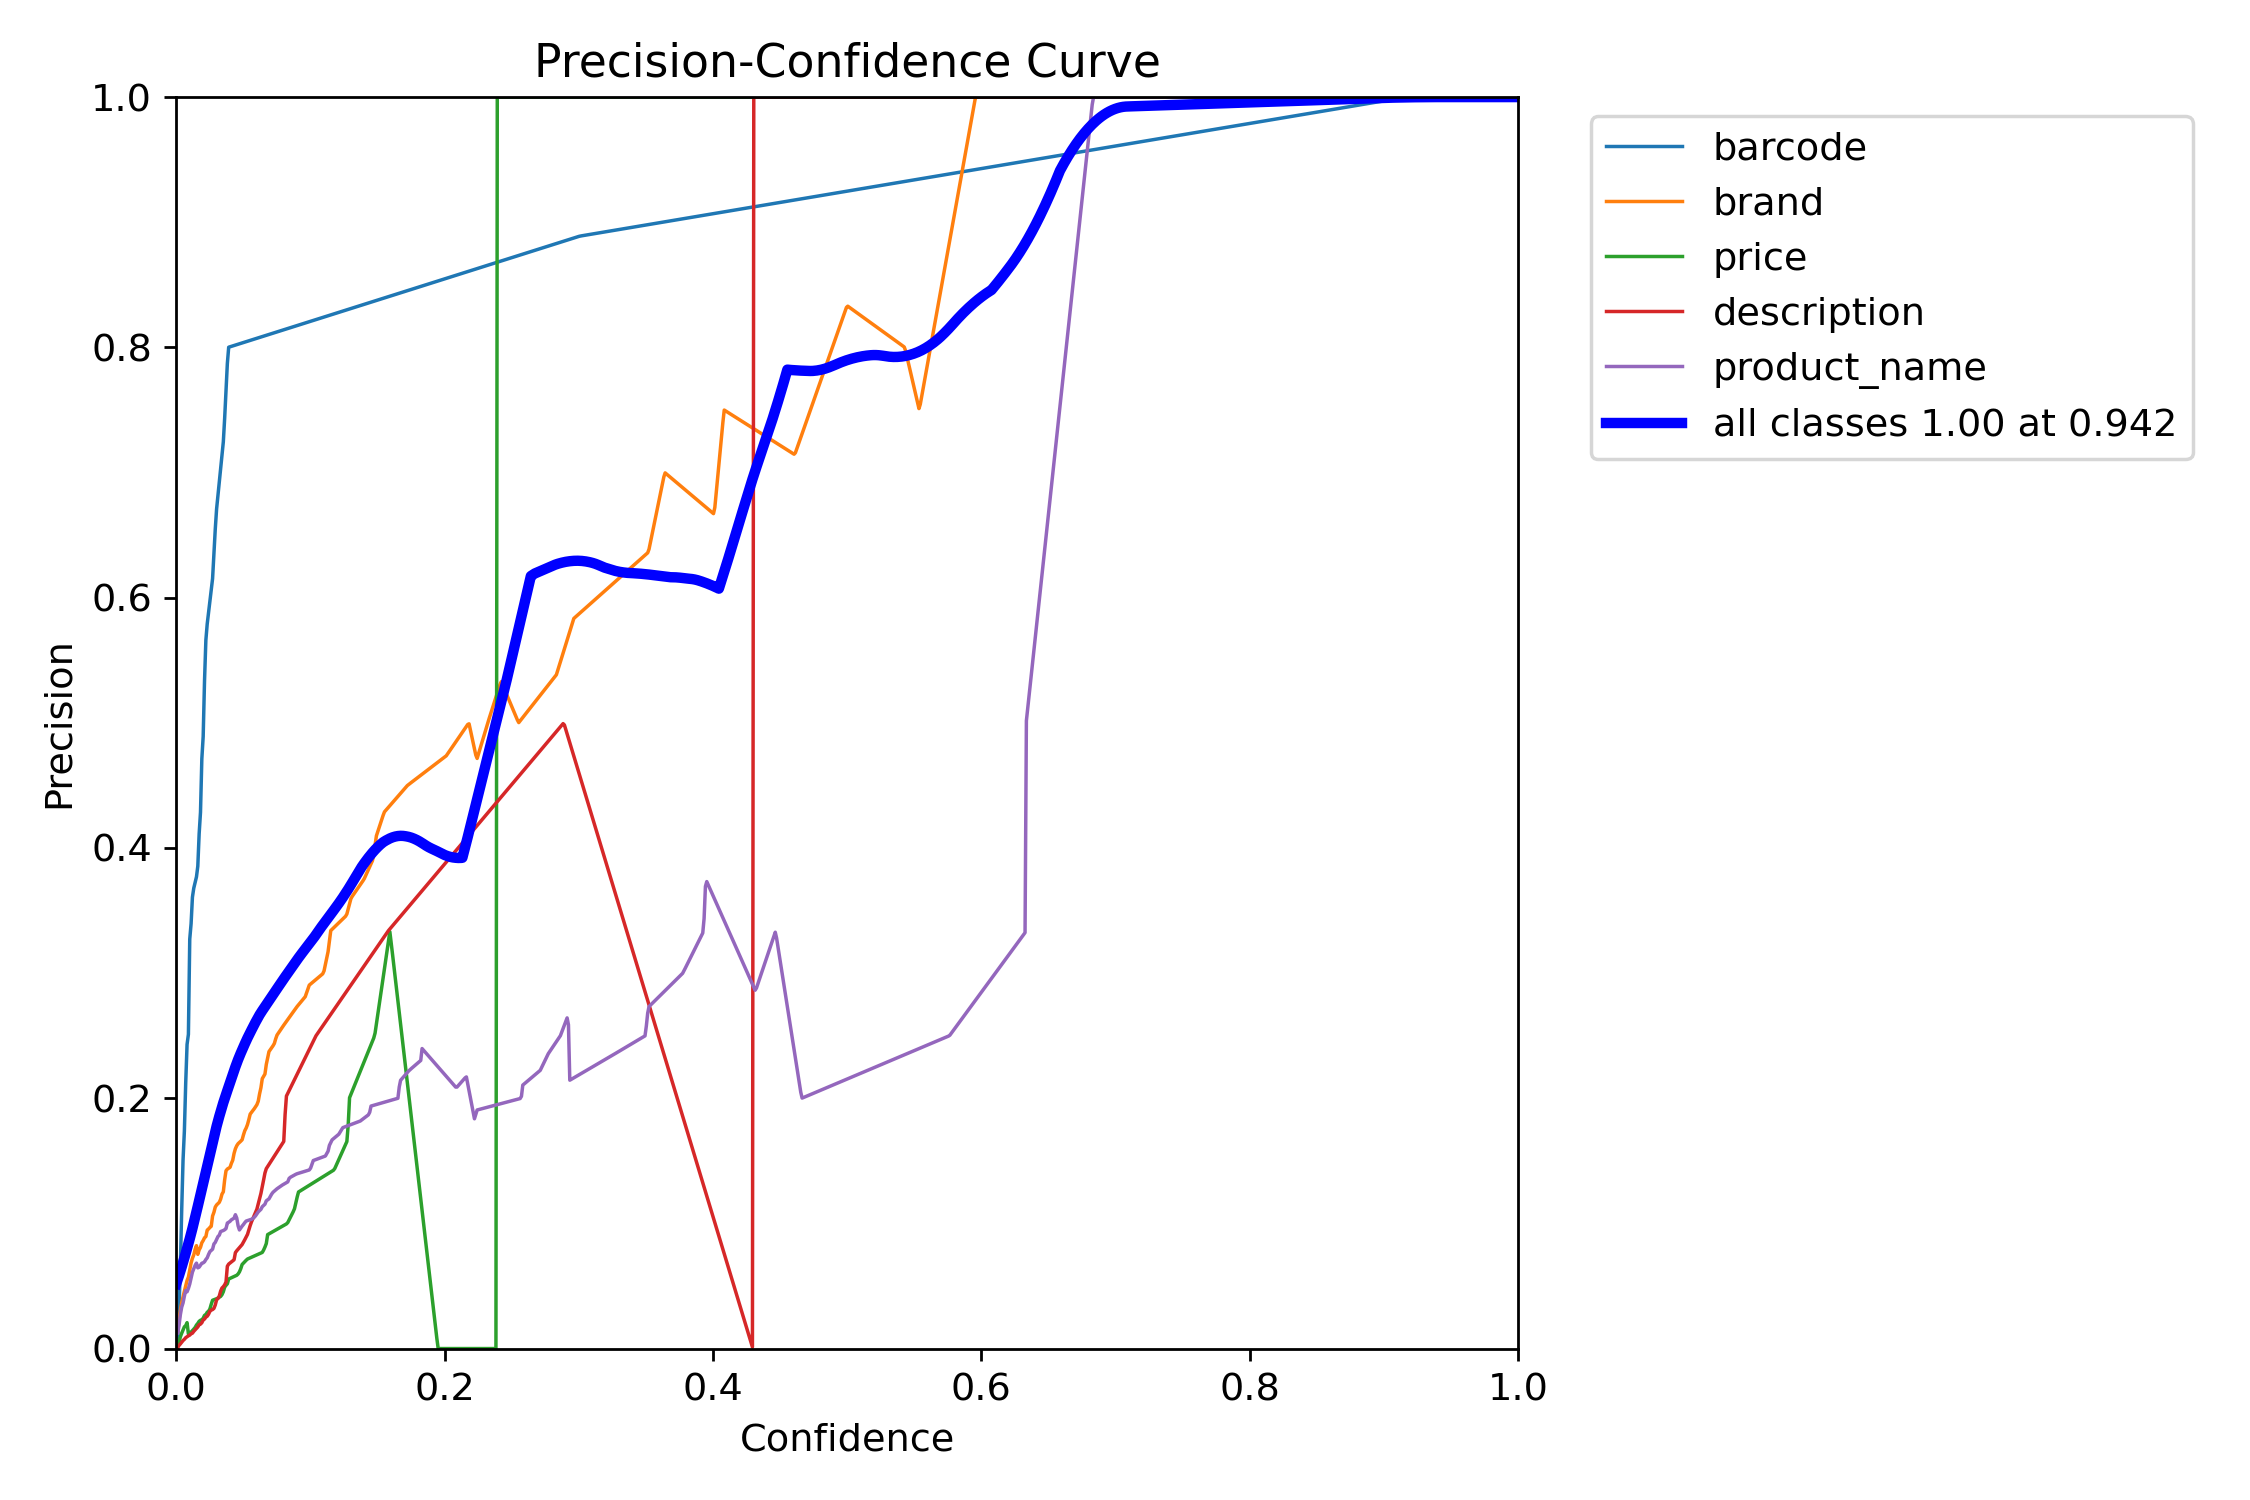 Precision-Confidence Curve
1.0
0.8
0.6
0.4
0.2
0.0
Precision
0.0 0.2 0.4 0.6 0.8 1.0
Confidence
barcode
brand
price
description
product_name
all classes 1.00 at 0.942